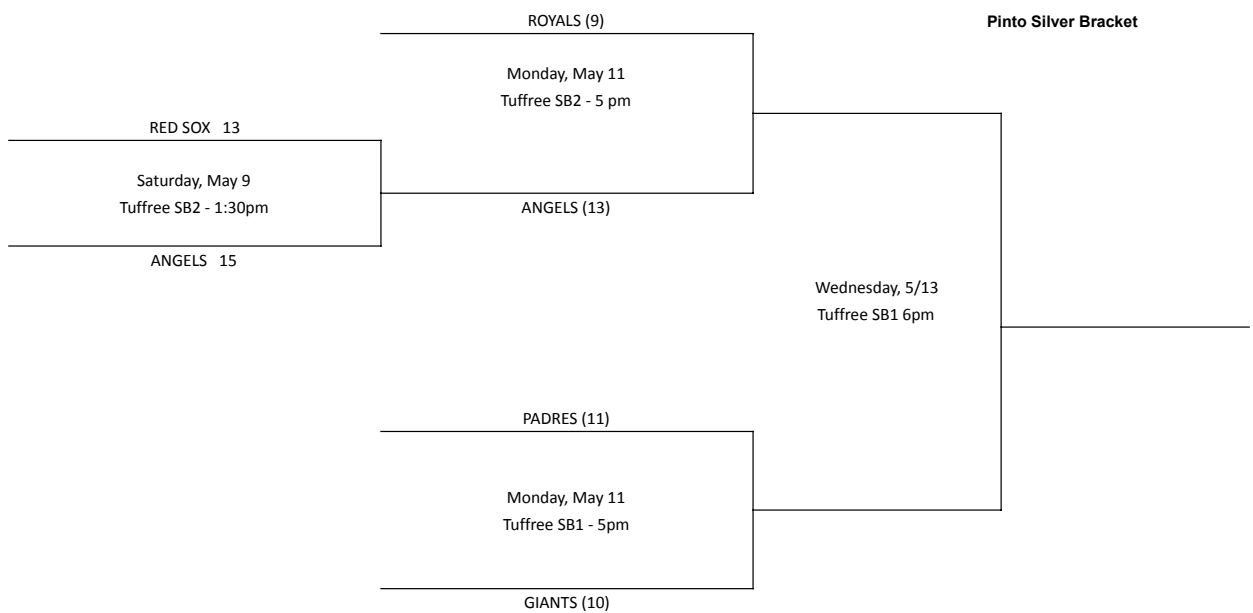 ROYALS (9)
Pinto Silver Bracket
Monday, May 11
Tuffree SB2 - 5 pm
RED SOX 13
Saturday, May 9
Tuffree SB2 - 1:30pm
ANGELS (13)
ANGELS 15
Wednesday, 5/13
Tuffree SB1 6pm
PADRES (11)
Monday, May 11
Tuffree SB1 - 5pm
GIANTS (10)